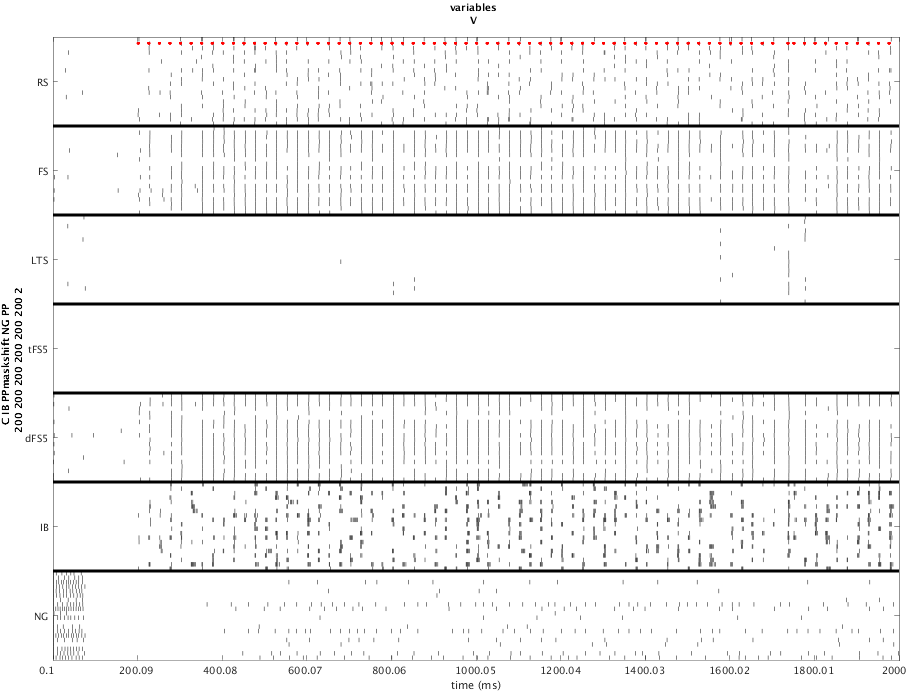 variables
V
RS
FS
LTS
tFS5
dFS5
IB
NG
C IB PPmaskshift NG PP
200 200 200 200 200 200 2
0.1 200.09 400.08 600.07 800.06 1000.05 1200.04 1400.03 1600.02 1800.01 2000
time (ms)